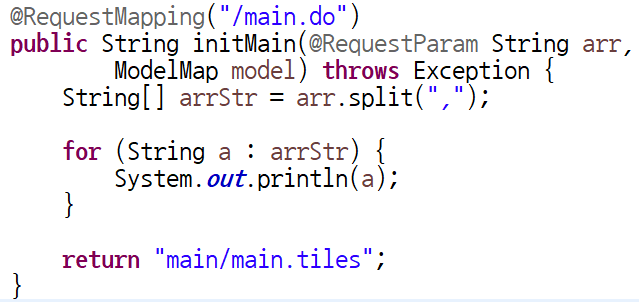 @RequestMapping("/main.do")
public String initMain(@RequestParam String arr,
        ModelMap model) throws Exception {
    String[] arrStr = arr.split(",");

    for (String a : arrStr) {
        System.out.println(a);
    }

    return "main/main.tiles";
}